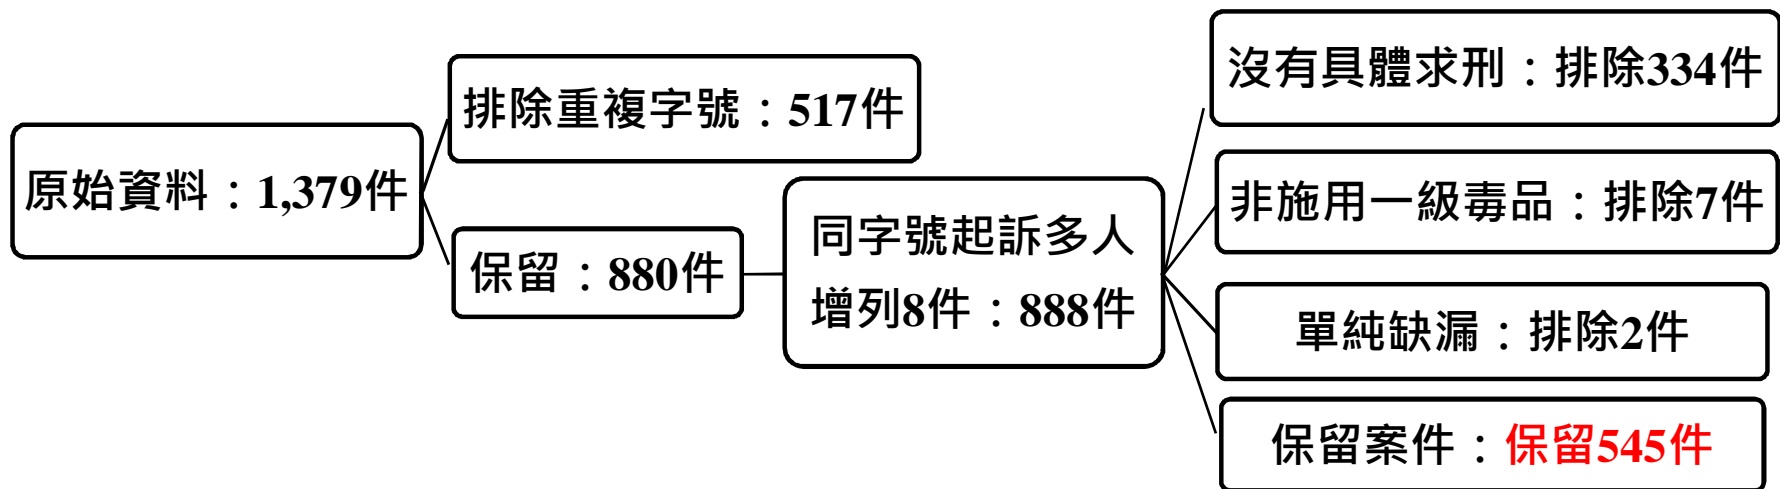 原始資料：1,379件
排除重複字號：517件
保留：880件
同字號起訴多人
增列8件：888件
沒有具體求刑：排除334件
非施用一級毒品：排除7件
單純缺漏：排除2件
保留案件：保留545件